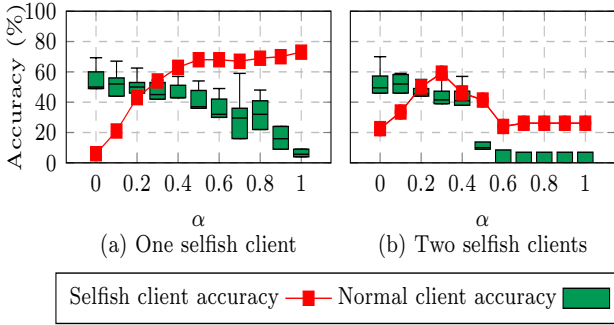 Accuracy (%)
100
80
60
40
20
0
0 0.2 0.4 0.6 0.8 1
0 0.2 0.4 0.6 0.8 1
α
α
(a) One selfish client
(b) Two selfish clients
Selfish client accuracy Normal client accuracy